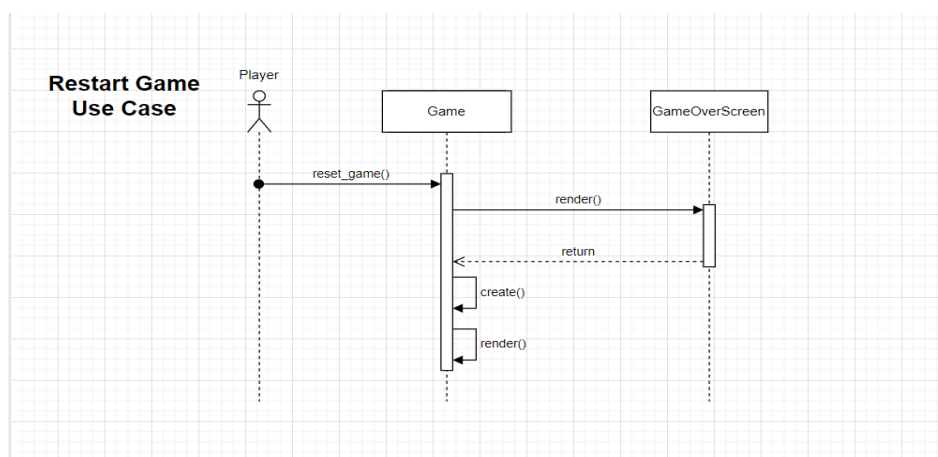 Restart Game
Use Case
Player
Game
GameOverScreen
reset_game()
render()
return
create()
render()